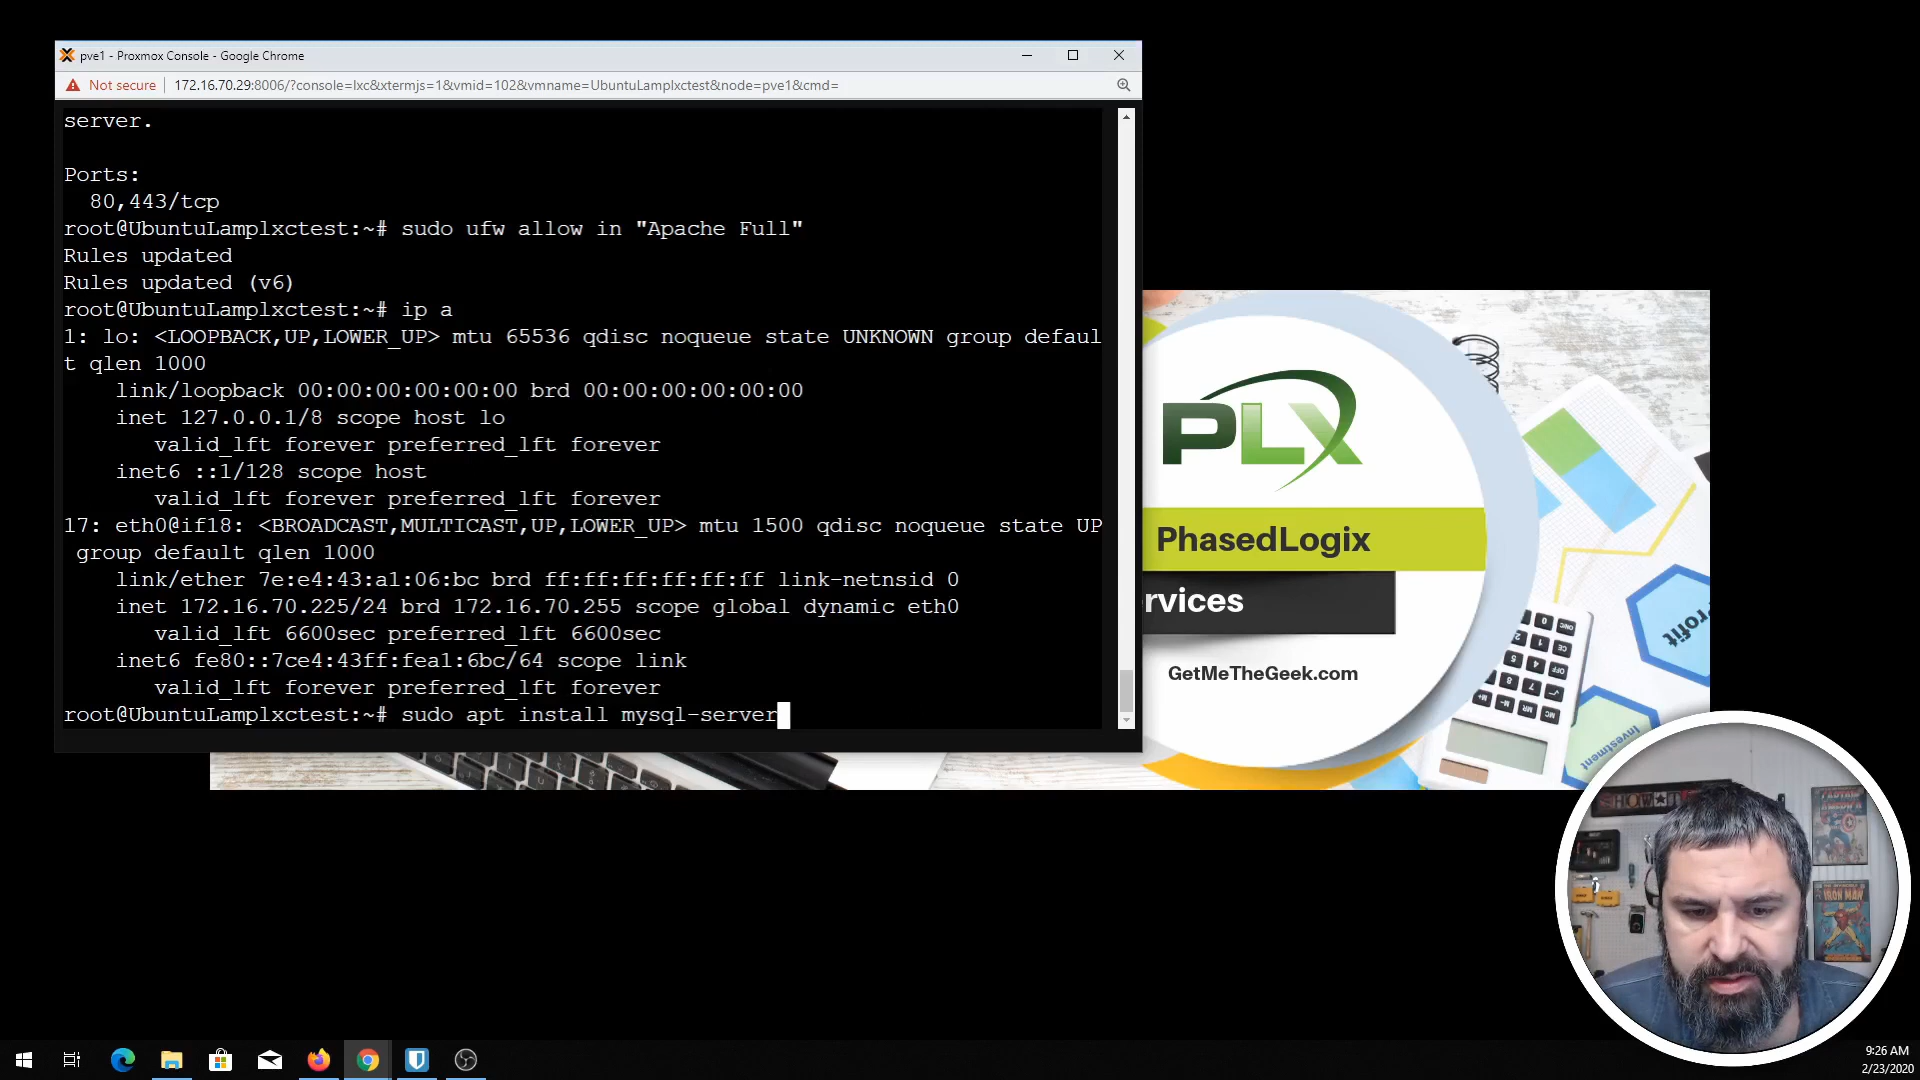 pve1 - Proxmox Console - Google Chrome
Not secure
172.16.70.29:8006/?console=lxc&xtermjs=1&vmid=102&vmname=UbuntuLamplxctest&node=pve1&cmd=
server.
Ports:
80,443/tcp
root@UbuntuLamplxctest:~# sudo ufw allow in "Apache Full"
Rules updated
Rules updated (v6)
root@UbuntuLamplxctest:~# ip a
1: lo: <LOOPBACK,UP,LOWER_UP> mtu 65536 qdisc noqueue state UNKNOWN group defaul
t qlen 1000
link/loopback 00:00:00:00:00:00 brd 00:00:00:00:00:00
inet 127.0.0.1/8 scope host lo
valid_lft forever preferred_lft forever
inet6 ::1/128 scope host
valid_lft forever preferred_lft forever
17: eth0@if18: <BROADCAST,MULTICAST,UP,LOWER_UP> mtu 1500 qdisc noqueue state UP
group default qlen 1000
link/ether 7e:e4:43:a1:06:bc brd ff:ff:ff:ff:ff:ff link-netnsid 0
inet 172.16.70.225/24 brd 172.16.70.255 scope global dynamic eth0
valid_lft 6600sec preferred_lft 6600sec
inet6 fe80::7ce4:43ff:fea1:6bc/64 scope link
valid_lft forever preferred_lft forever
root@UbuntuLamplxctest:~# sudo apt install mysql-server
PLX
PhasedLogix
rvices
GetMeTheGeek.com
Profit
Investment
CAPTAIN
AMERICA
IRON MAN
9:26 AM
2/23/2020